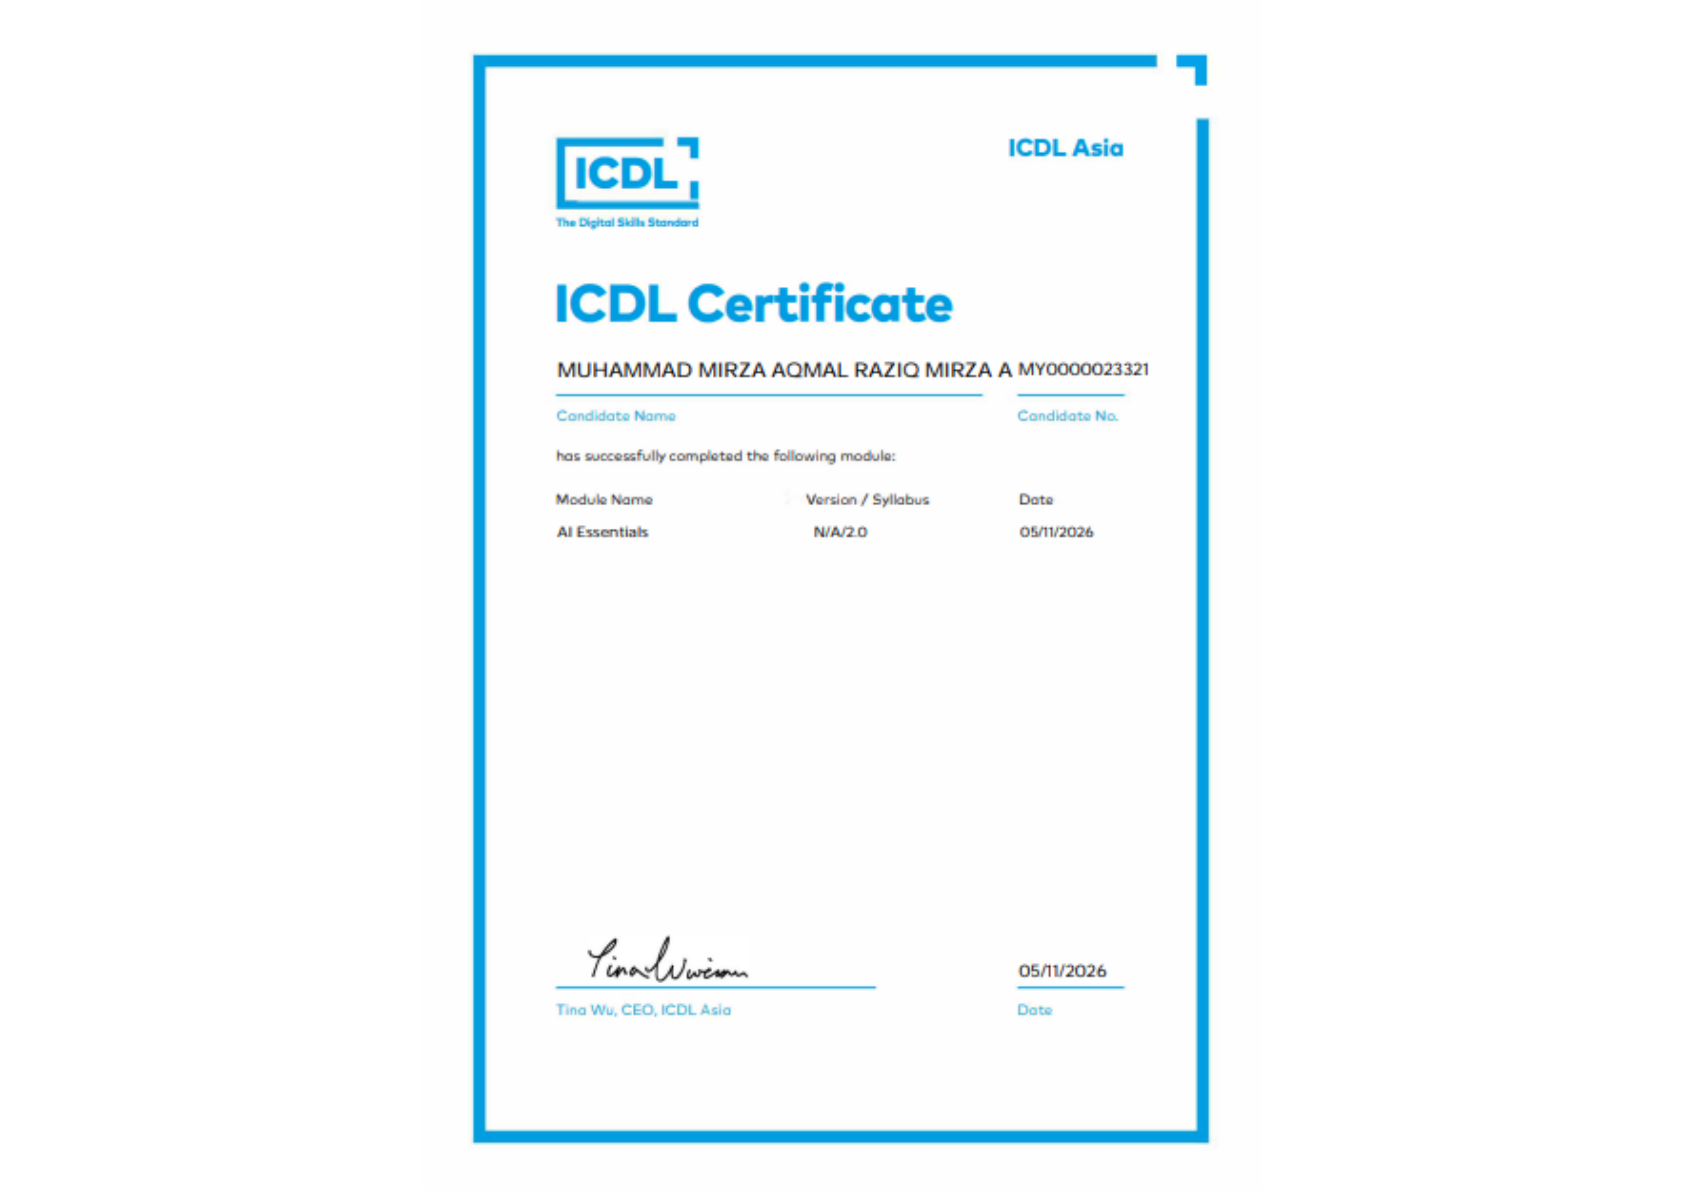 ICDL Asia
ICDL
The Digital Skills Standard
ICDL Certificate
MUHAMMAD MIRZA AQMAL RAZIQ MIRZA A MY0000023321
Candidate Name Candidate No.
has successfully completed the following module:
Module Name Version / Syllabus Date
AI Essentials N/A/2.0 05/11/2026
05/11/2026
Tina Wu, CEO, ICDL Asia Date